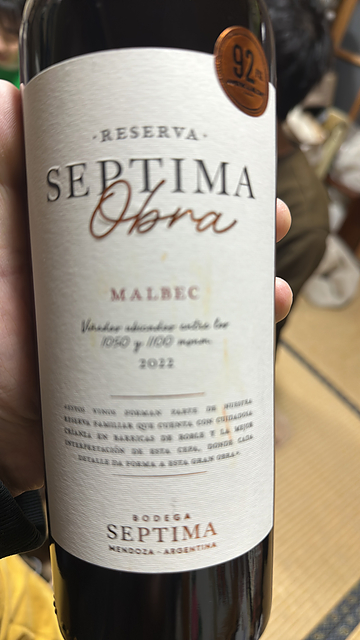 92
·RESERVA·
SEPTIMA
Obra
MALBEC
Viñedos ubicados entre los
1050 y 1100 msnm.
2022
«ESTOS VINOS FORMAN PARTE DE NUESTRA
RESERVA FAMILIAR QUE CUENTA CON CUIDADOSA
CRIANZA EN BARRICAS DE ROBLE Y LA MEJOR
INTERPRETACIÓN DE ESTA CEPA, DONDE CADA
DETALLE DA FORMA A ESTA GRAN OBRA».
BODEGA
SEPTIMA
MENDOZA - ARGENTINA